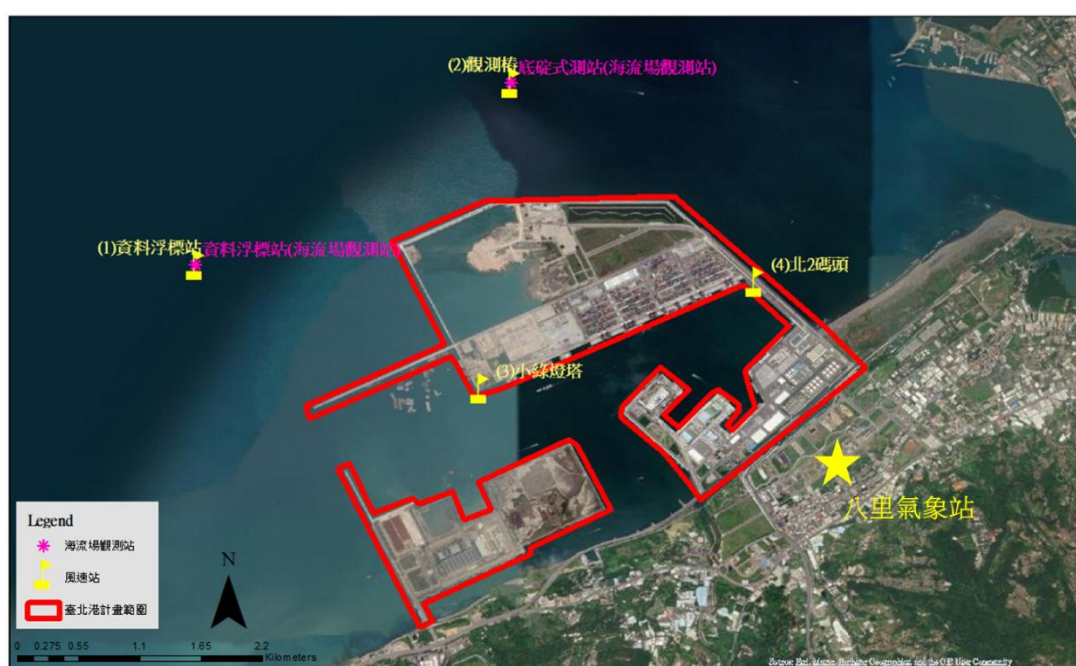 (2)觀測樁
底碇式測站(海流場觀測站)
(1)資料浮標站
資料浮標站(海流場觀測站)
(4)北2碼頭
(3)小綠燈塔
八里氣象站
Legend
海流場觀測站
風速站
臺北港計畫範圍
N
0 0.275 0.55 1.1 1.65 2.2
Kilometers